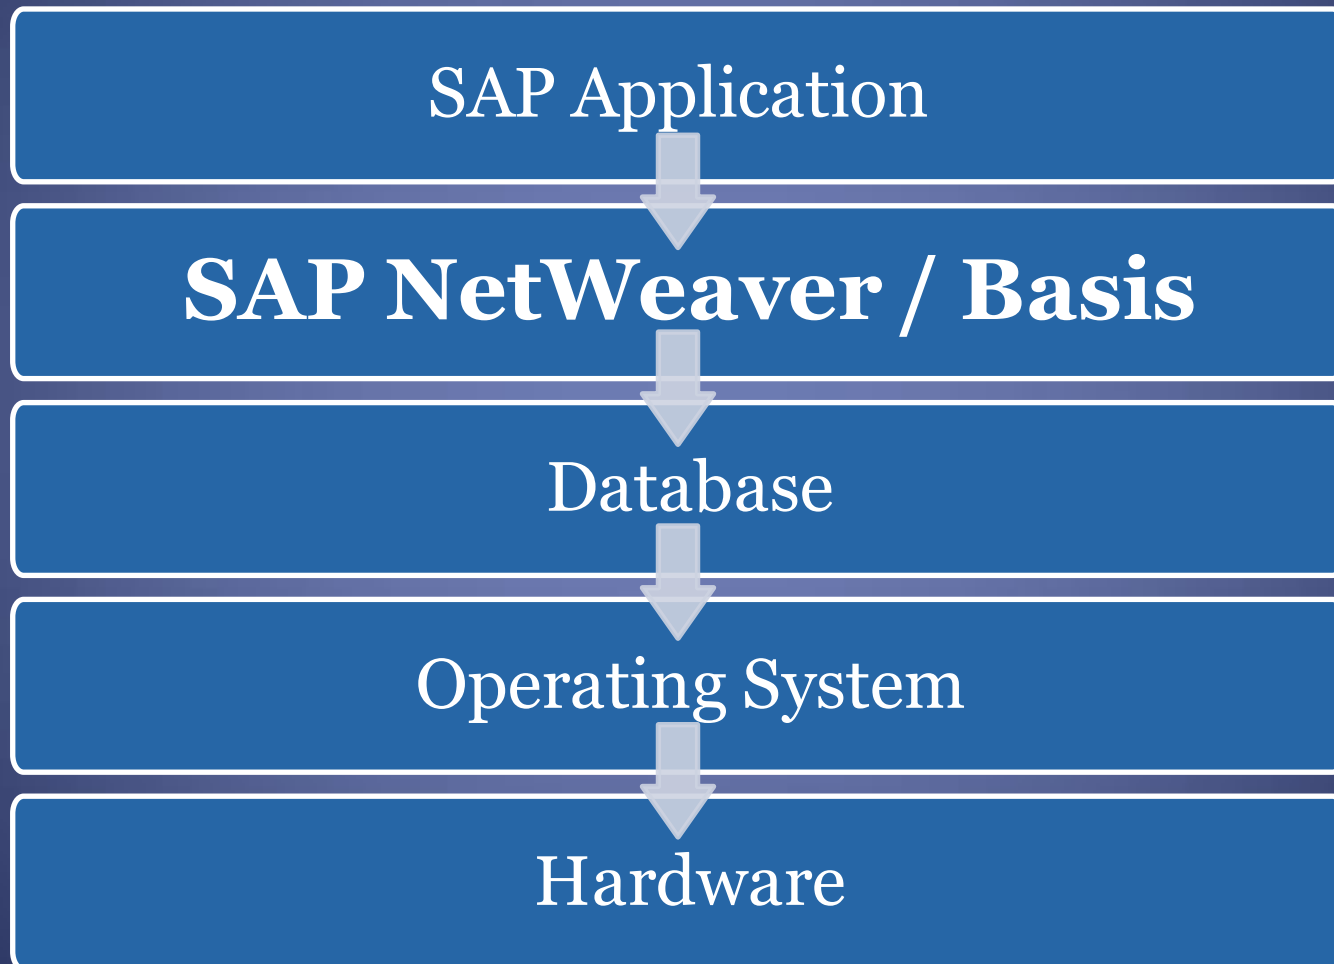 SAP Application
SAP NetWeaver / Basis
Database
Operating System
Hardware